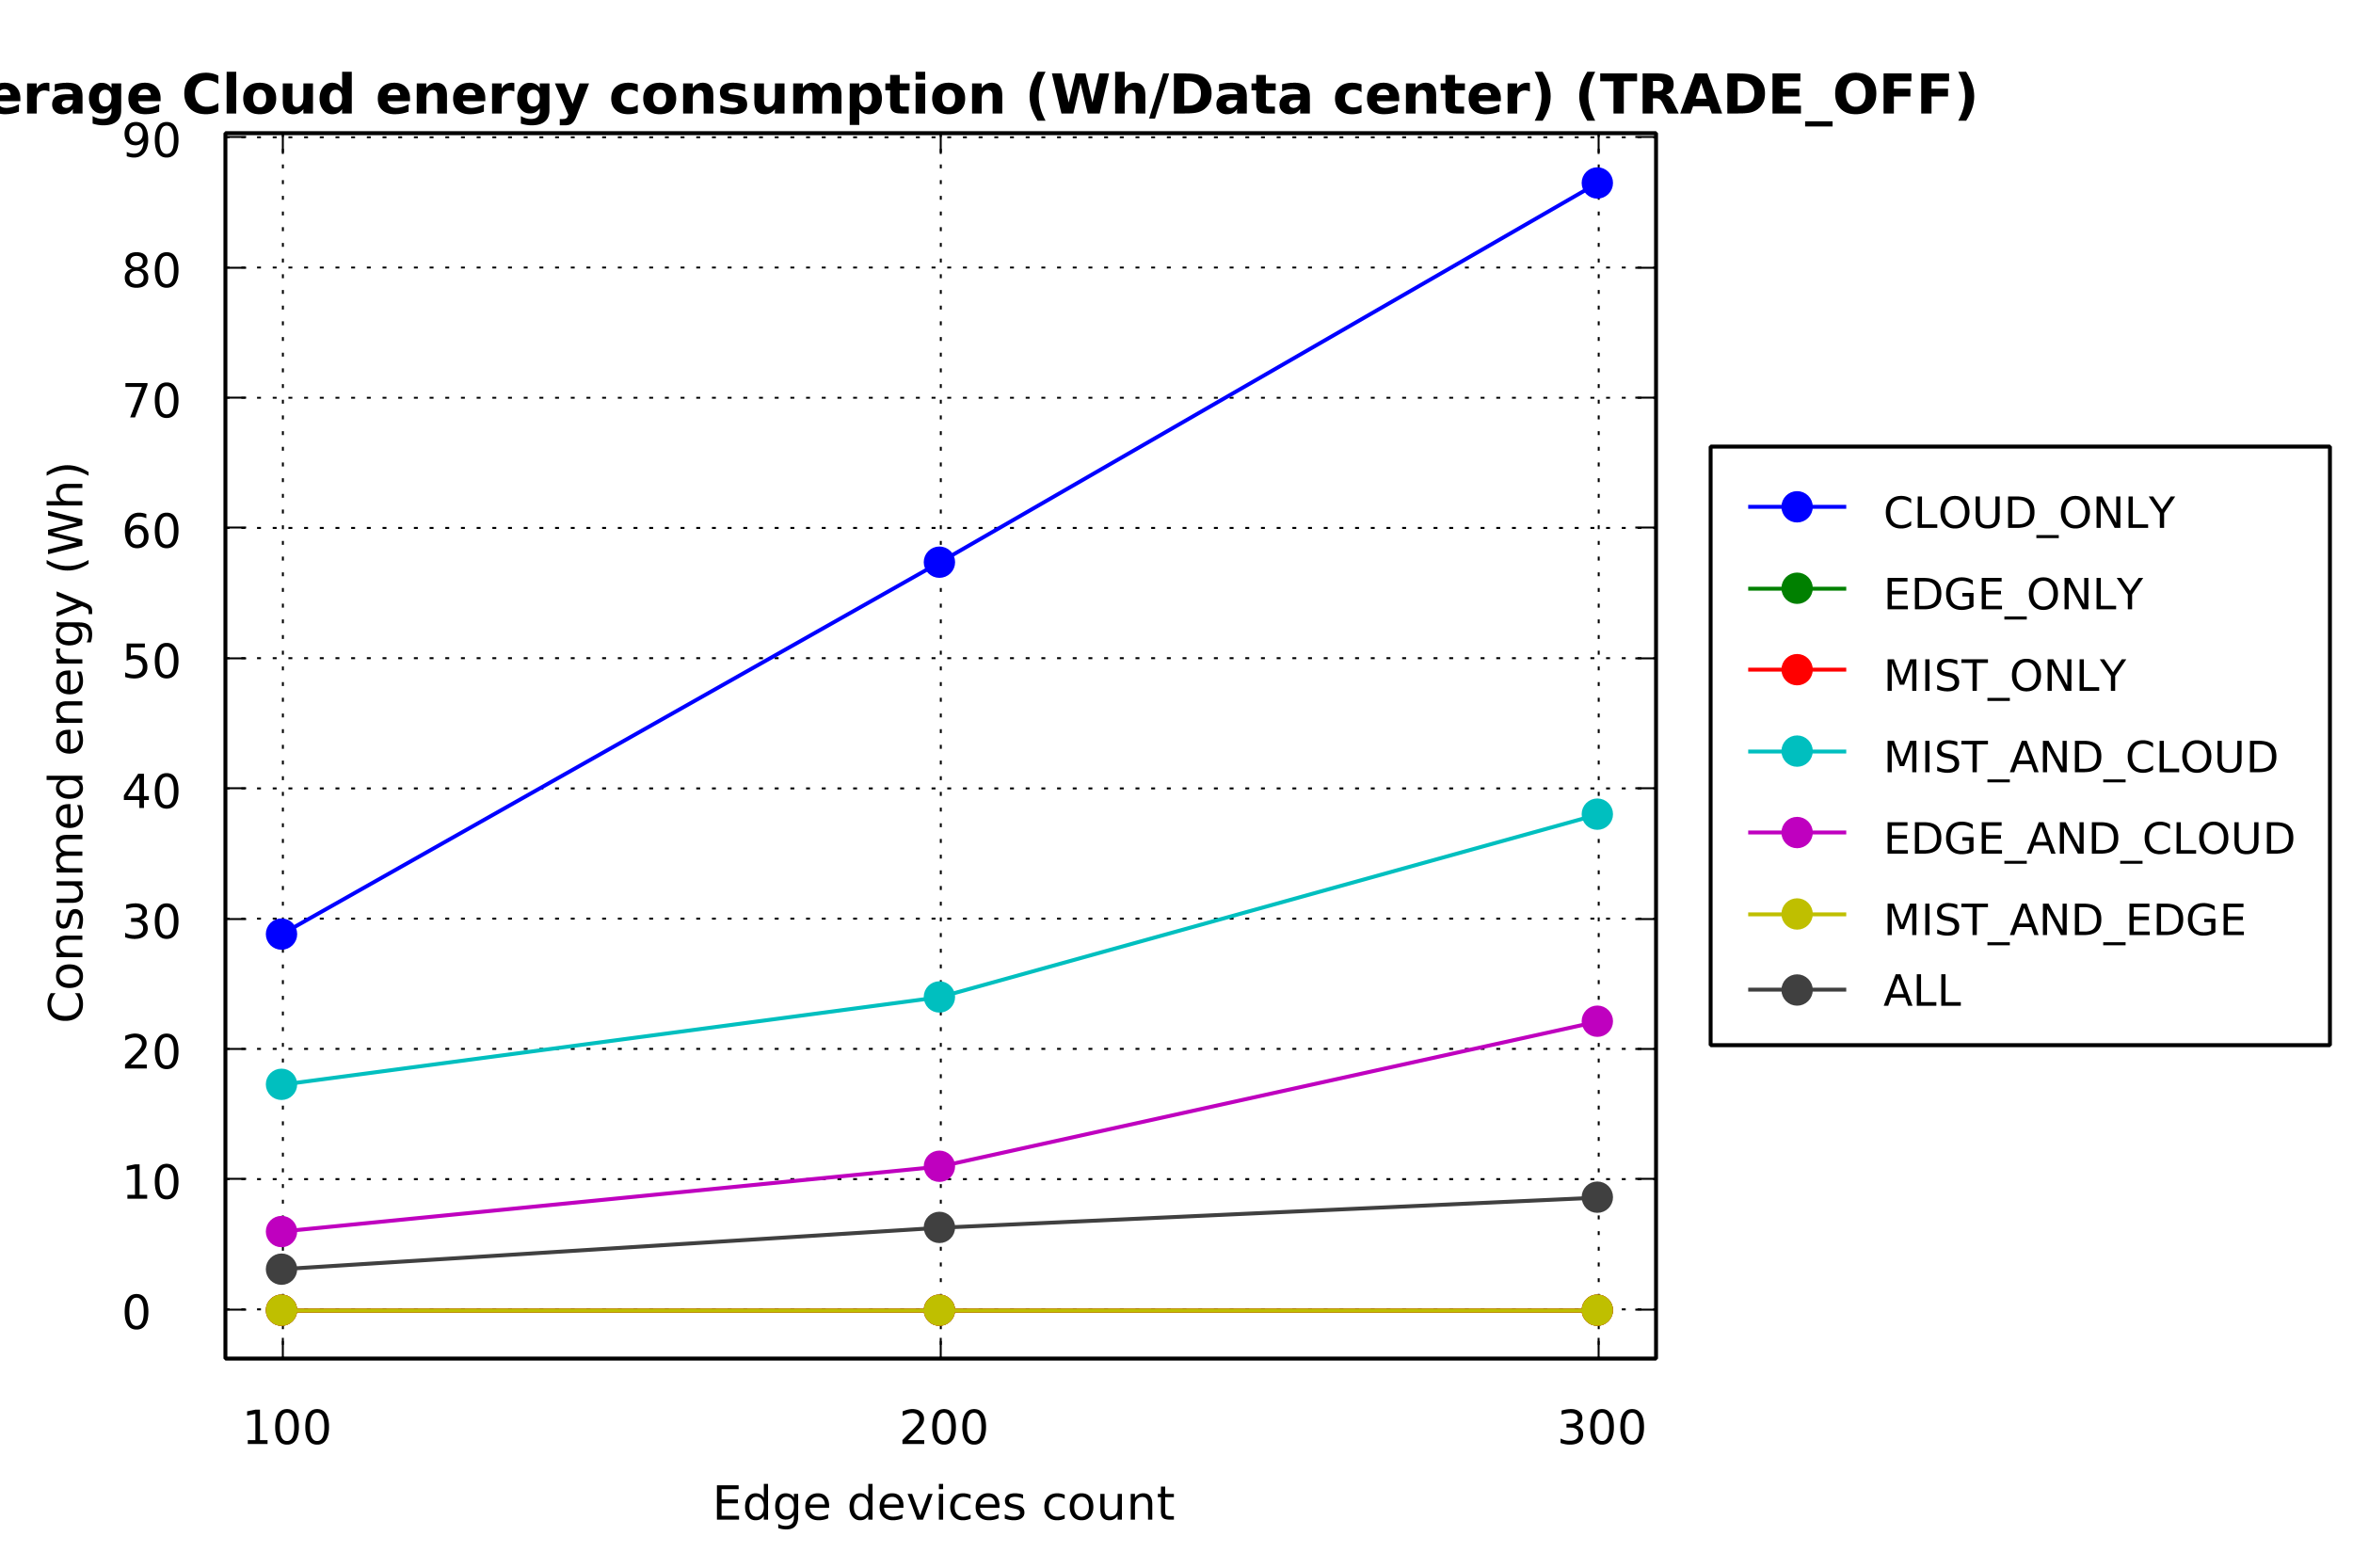 erage Cloud energy consumption (Wh/Data center) (TRADE_OFF)
90
80
70
60
50
40
30
20
10
0
Consumed energy (Wh)
100 200 300
Edge devices count
CLOUD_ONLY
EDGE_ONLY
MIST_ONLY
MIST_AND_CLOUD
EDGE_AND_CLOUD
MIST_AND_EDGE
ALL